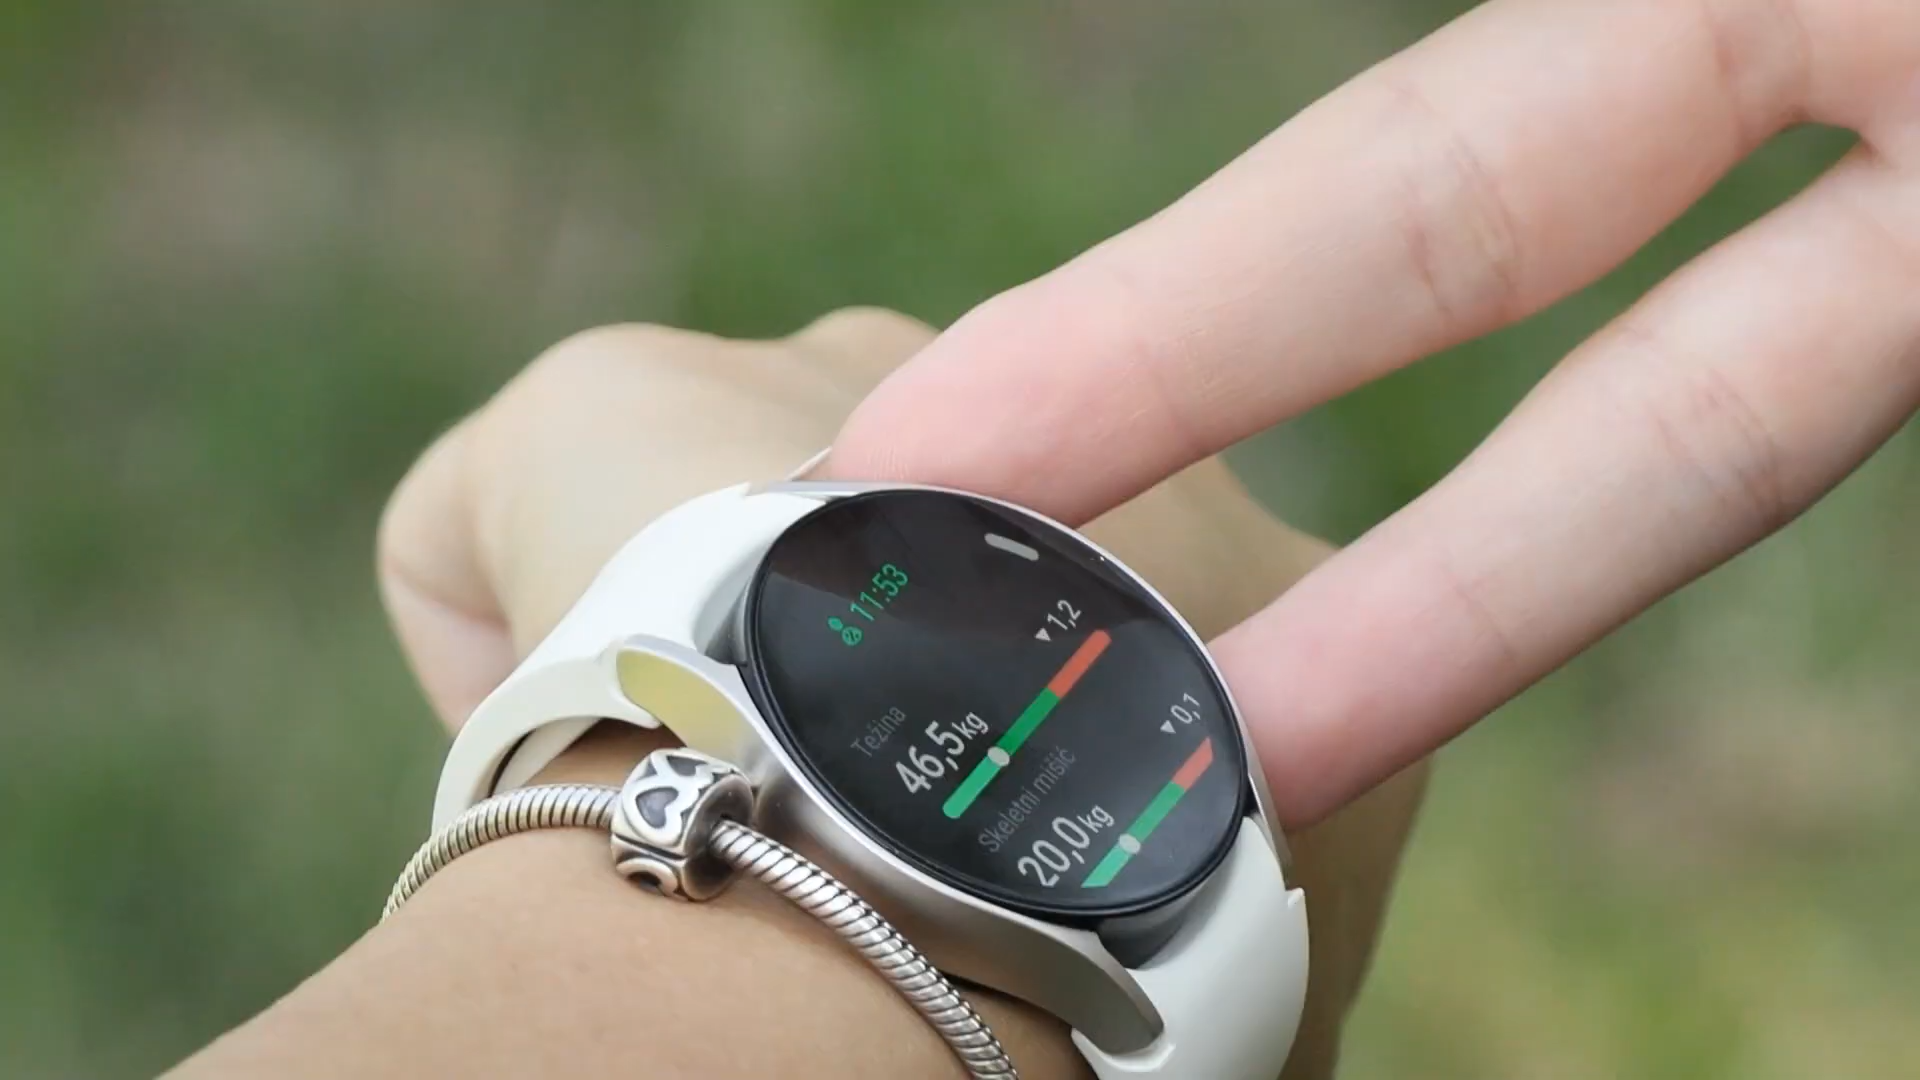 11:53
Težina
46,5kg
▼1,2
Skeletni mišić
20,0kg
▼0,1